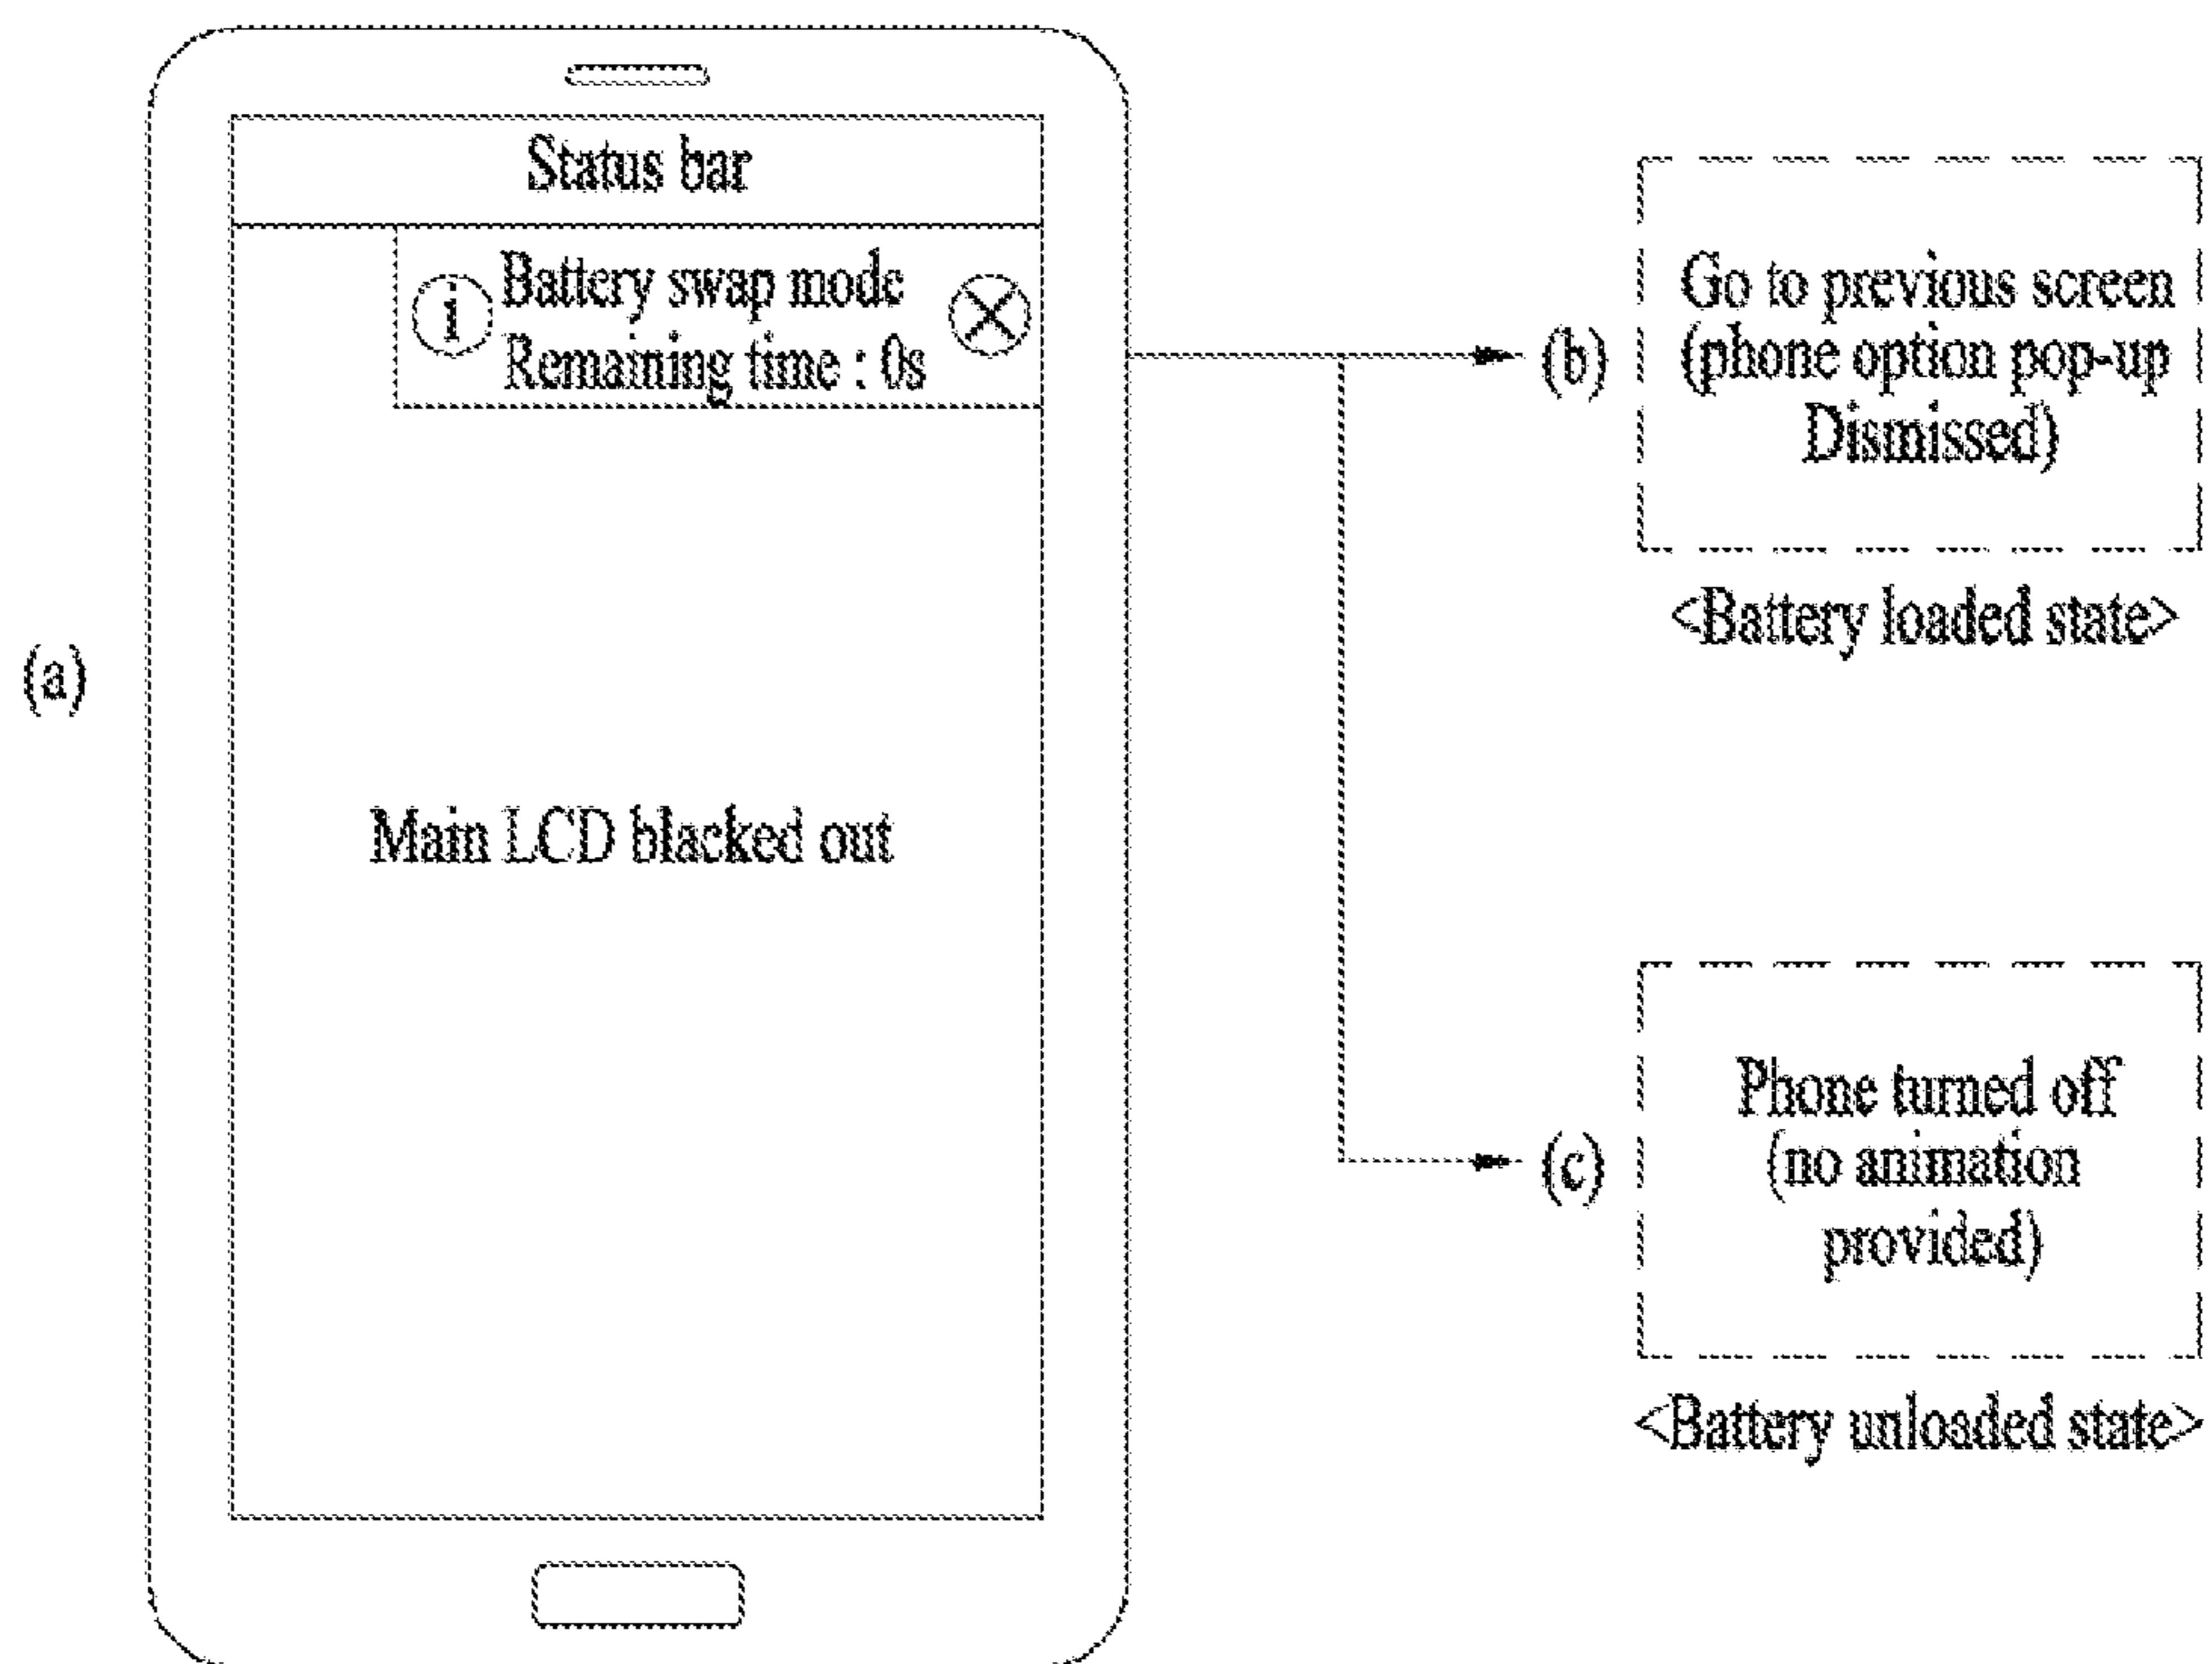 Status bar
i
Battery swap mode
Remaining time : 0s
(a)
Main LCD blacked out
(b)
Go to previous screen
(phone option pop-up
Dismissed)
<Battery loaded state>
(c)
Phone turned off
(no animation
provided)
<Battery unloaded state>